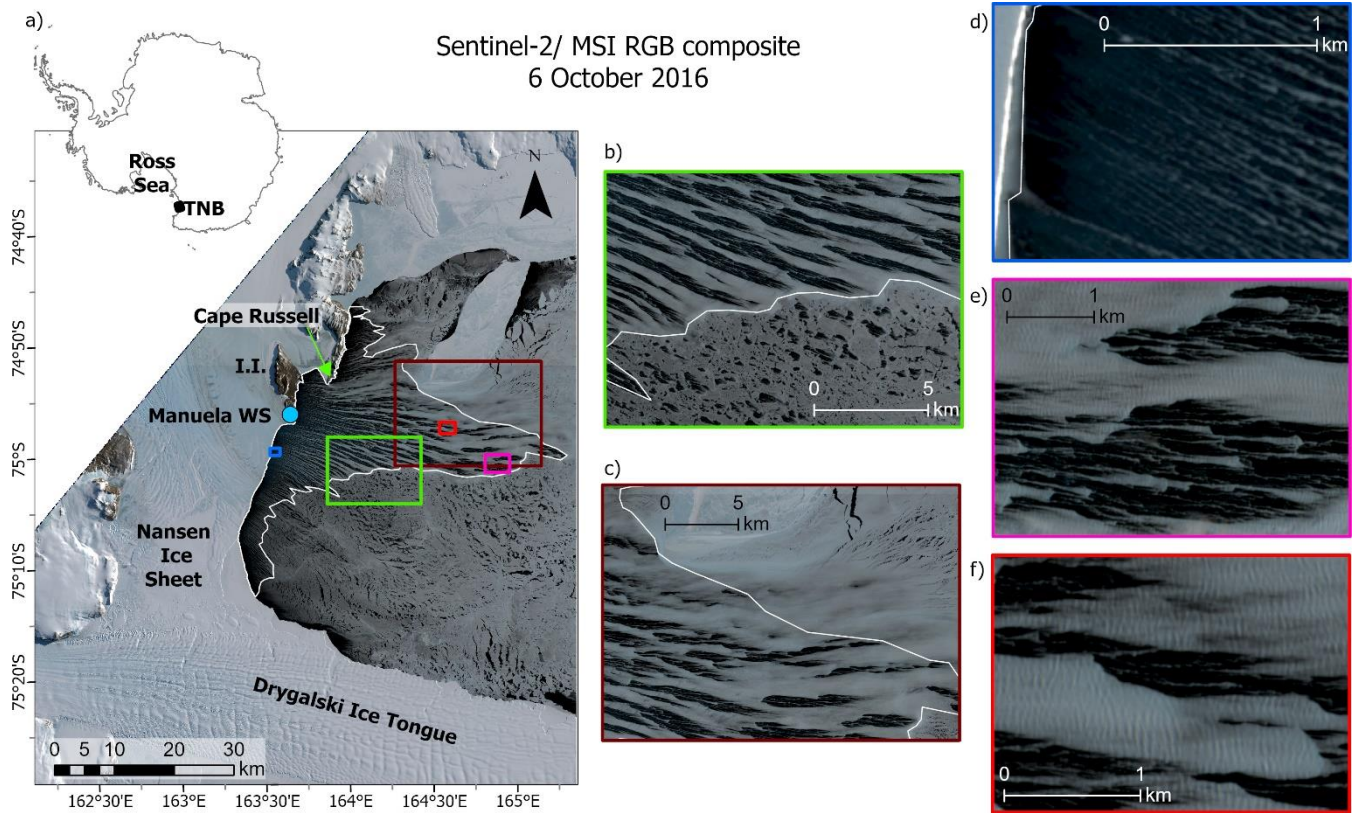 a)
Sentinel-2/ MSI RGB composite
6 October 2016
Ross
Sea
TNB
N
74°40'S
74°50'S
75°S
75°10'S
75°20'S
Cape Russell
I.I.
Manuela WS
Nansen
Ice
Sheet
Drygalski Ice Tongue
0 5 10 20 30
km
162°30'E 163°E 163°30'E 164°E 164°30'E 165°E
b)
0 5
km
c)
0 5
km
d)
0 1
km
e)
0 1
km
f)
0 1
km